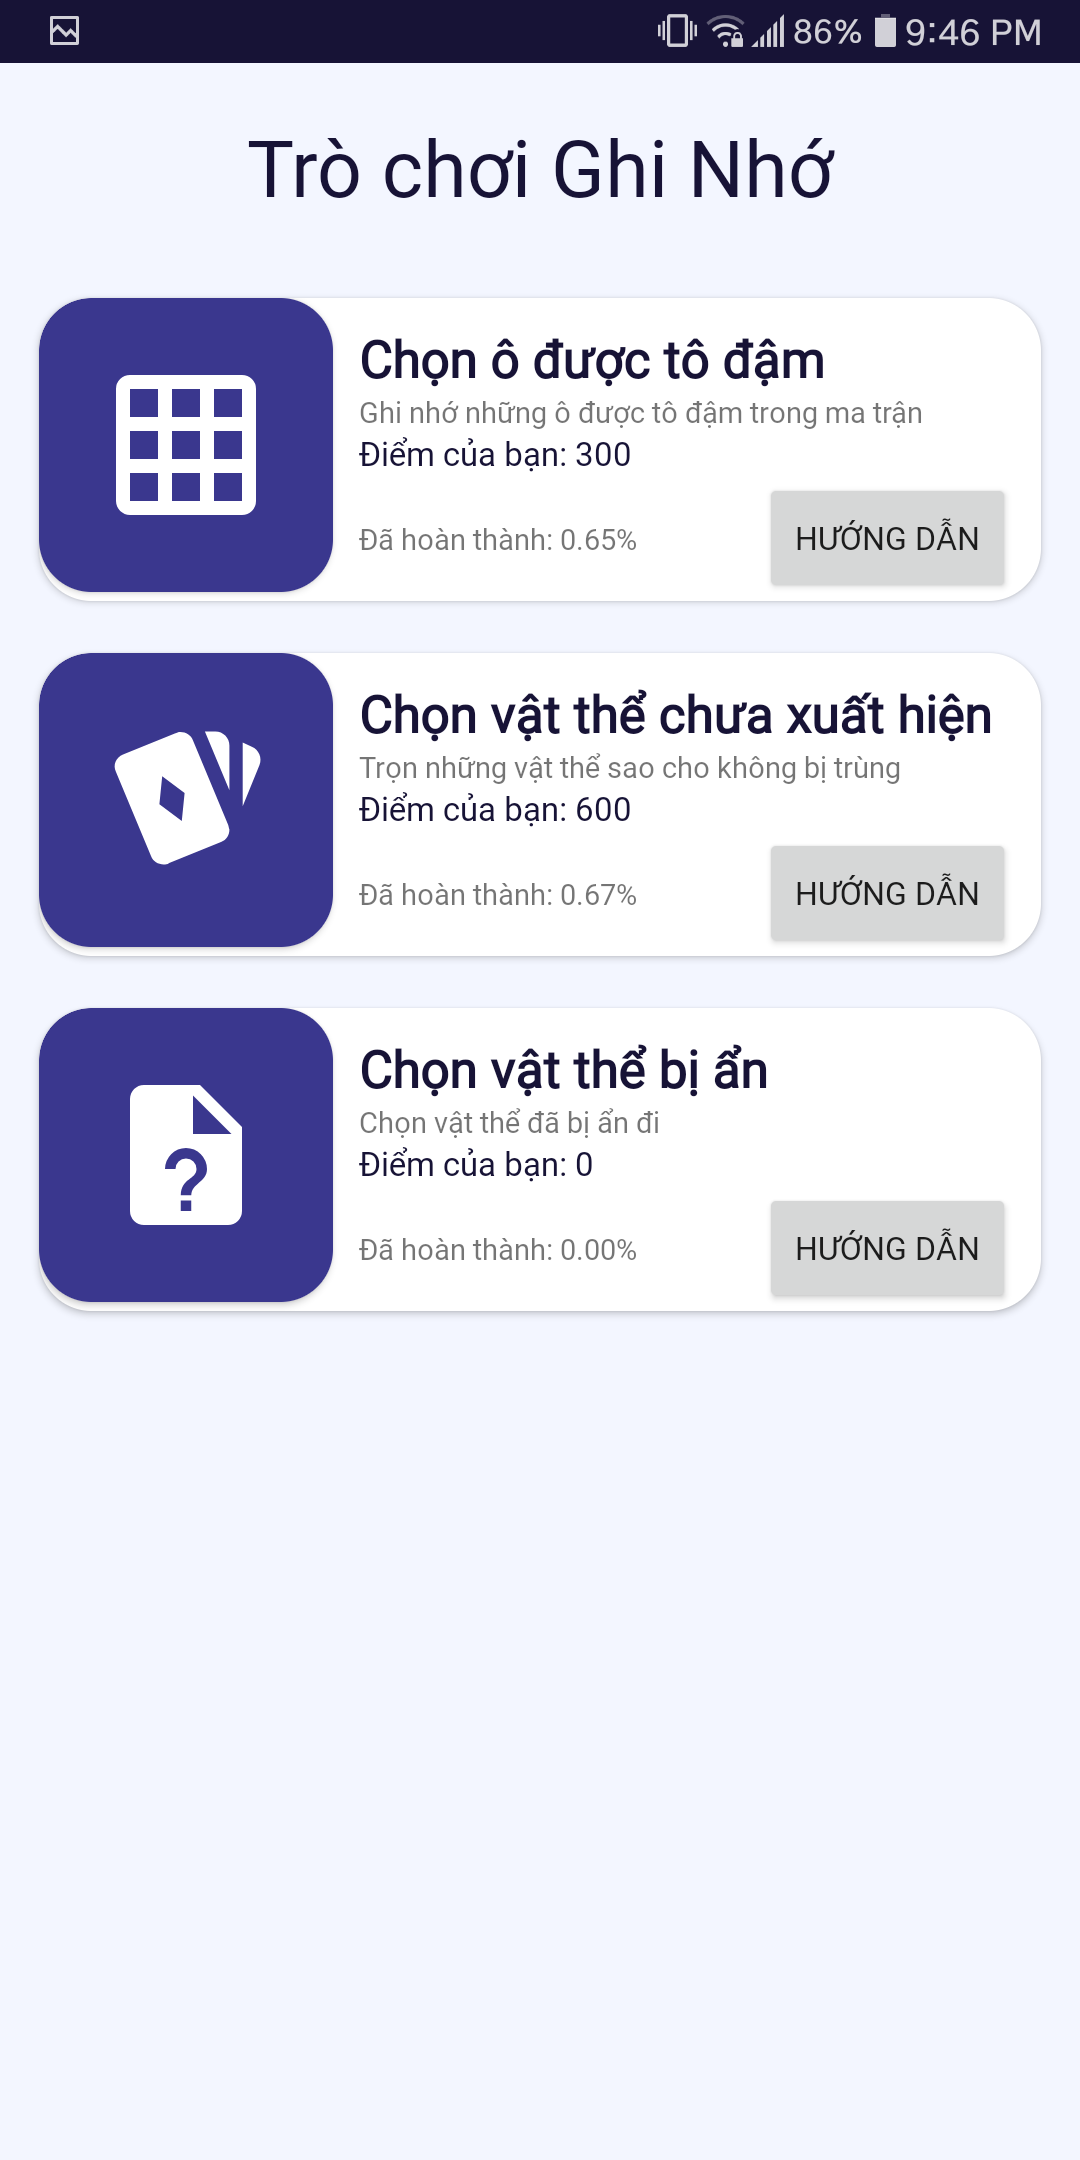 86% 9:46 PM
Trò chơi Ghi Nhớ
Chọn ô được tô đậm
Ghi nhớ những ô được tô đậm trong ma trận
Điểm của bạn: 300
Đã hoàn thành: 0.65%
HƯỚNG DẪN
Chọn vật thể chưa xuất hiện
Trọn những vật thể sao cho không bị trùng
Điểm của bạn: 600
Đã hoàn thành: 0.67%
HƯỚNG DẪN
Chọn vật thể bị ẩn
Chọn vật thể đã bị ẩn đi
Điểm của bạn: 0
Đã hoàn thành: 0.00%
HƯỚNG DẪN